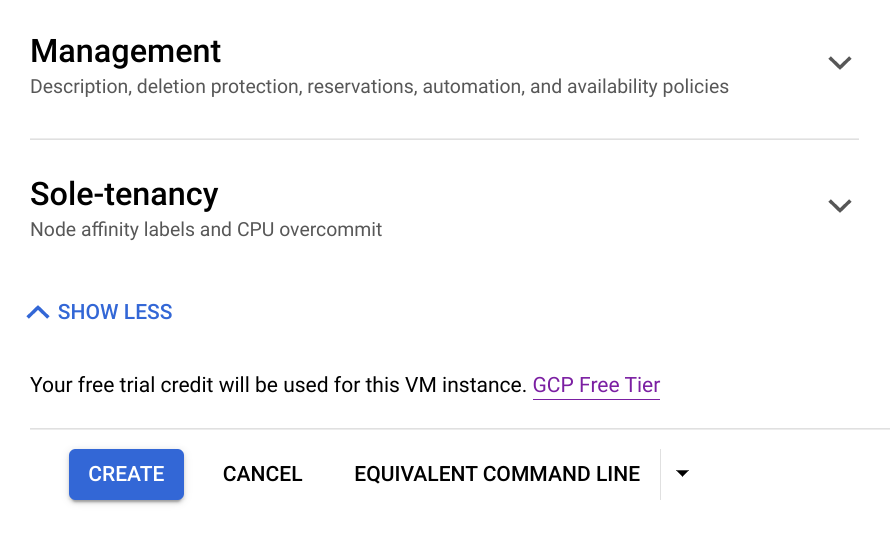 Management
Description, deletion protection, reservations, automation, and availability policies
Sole-tenancy
Node affinity labels and CPU overcommit
SHOW LESS
Your free trial credit will be used for this VM instance. GCP Free Tier
CREATE CANCEL EQUIVALENT COMMAND LINE